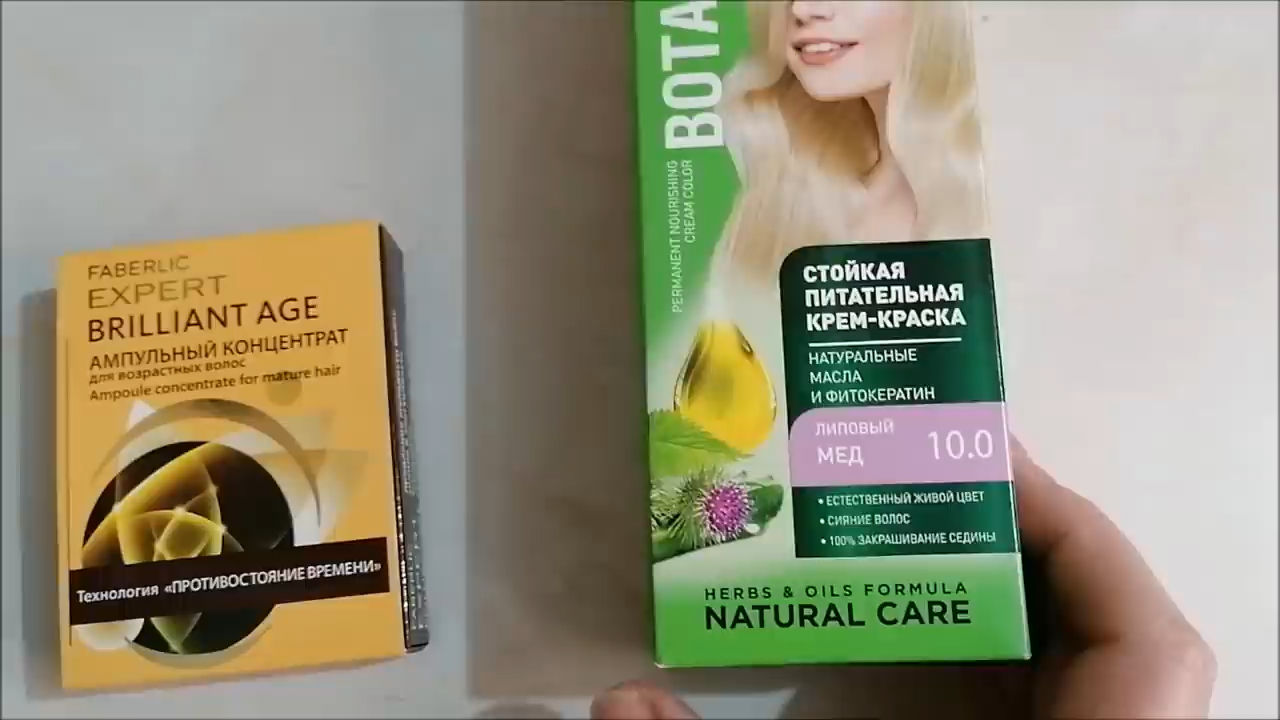 FABERLIC
EXPERT
BRILLIANT AGE
АМПУЛЬНЫЙ КОНЦЕНТРАТ
для возрастных волос
Ampoule concentrate for mature hair
Технология «ПРОТИВОСТОЯНИЕ ВРЕМЕНИ»
BOTA
PERMANENT NOURISHING
CREAM COLOR
СТОЙКАЯ
ПИТАТЕЛЬНАЯ
КРЕМ-КРАСКА
НАТУРАЛЬНЫЕ
МАСЛА
И ФИТОКЕРАТИН
ЛИПОВЫЙ
МЕД 10.0
• ЕСТЕСТВЕННЫЙ ЖИВОЙ ЦВЕТ
• СИЯНИЕ ВОЛОС
• 100% ЗАКРАШИВАНИЕ СЕДИНЫ
HERBS & OILS FORMULA
NATURAL CARE